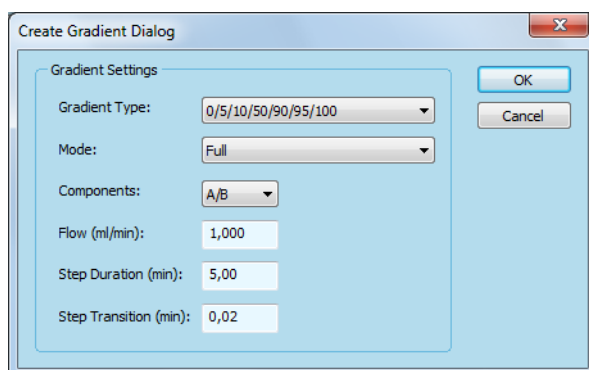 Create Gradient Dialog
Gradient Settings
Gradient Type: 0/5/10/50/90/95/100
Mode: Full
Components: A/B
Flow (ml/min): 1,000
Step Duration (min): 5,00
Step Transition (min): 0,02
OK
Cancel